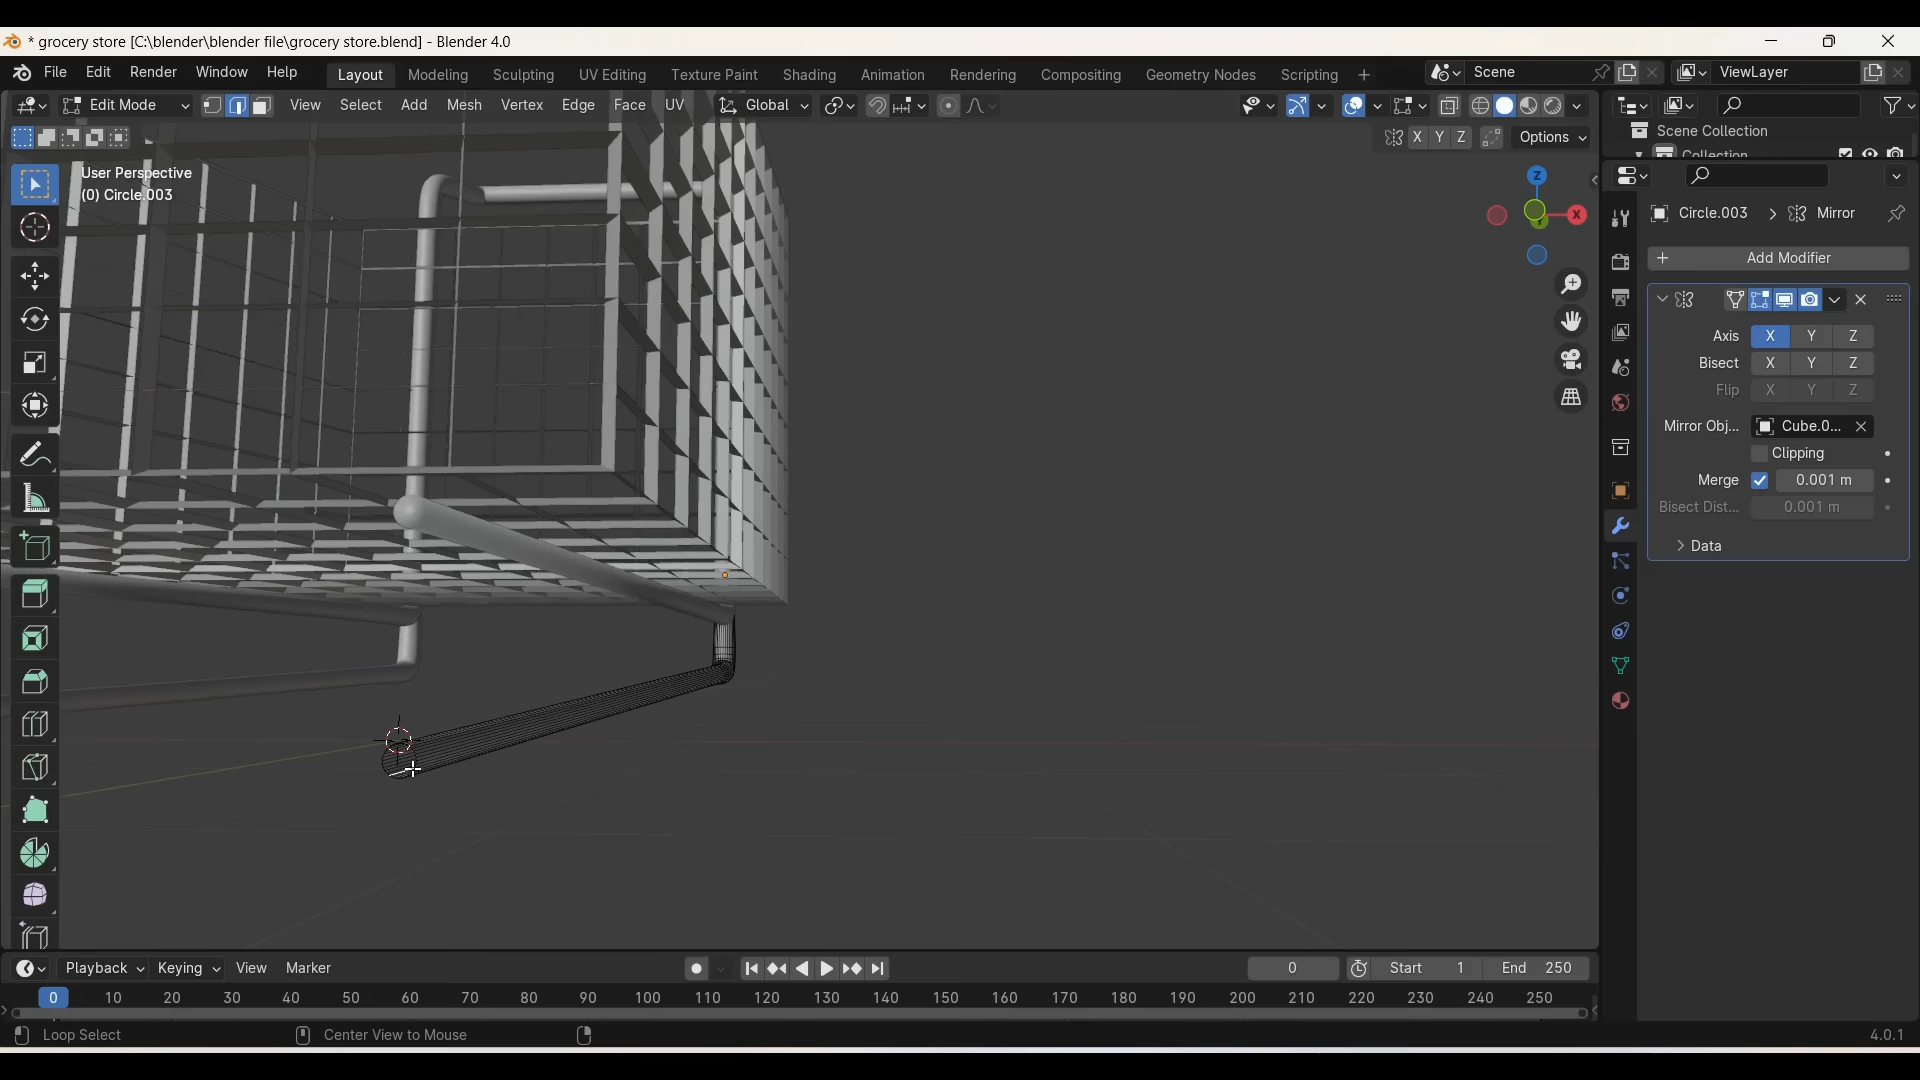 * grocery store [C:\blender\blender file\grocery store.blend] - Blender 4.0
File Edit Render Window Help Layout Modeling Sculpting UV Editing Texture Paint Shading Animation Rendering Compositing Geometry Nodes Scripting + Scene ViewLayer
Edit Mode View Select Add Mesh Vertex Edge Face UV Global
Scene Collection
X Y Z Options
Collection
User Perspective
(0) Circle.003
Z
X
Circle.003 > Mirror
+ Add Modifier
Axis X Y Z
Bisect X Y Z
Flip X Y Z
Mirror Obj... Cube.0...
Clipping
Merge 0.001 m
Bisect Dist... 0.001 m
Data
Playback Keying View Marker 0 Start 1 End 250
0 10 20 30 40 50 60 70 80 90 100 110 120 130 140 150 160 170 180 190 200 210 220 230 240 250
Loop Select Center View to Mouse 4.0.1